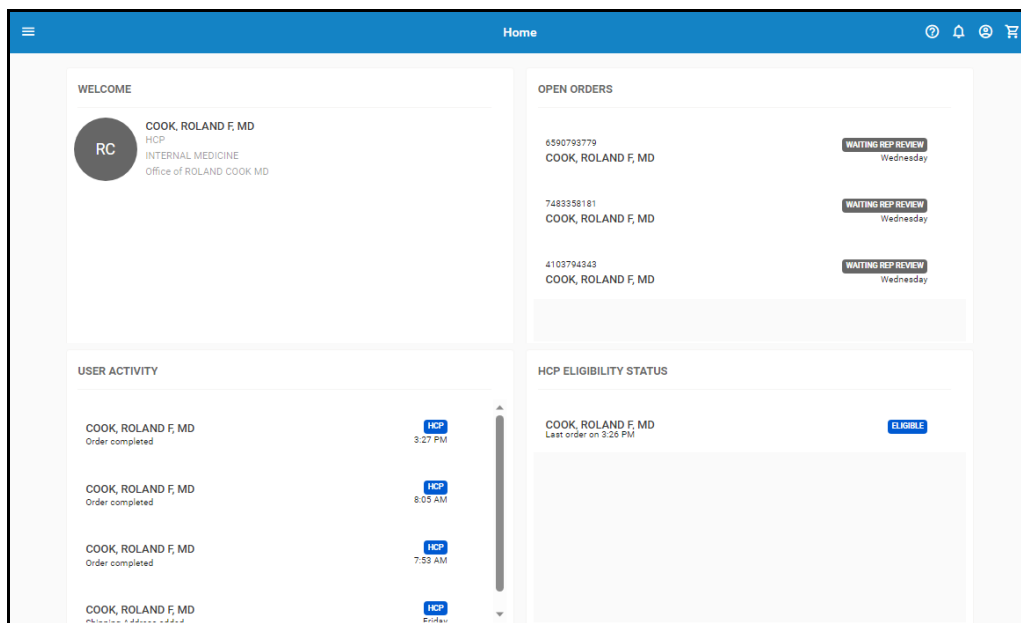 Home
WELCOME
RC
COOK, ROLAND F, MD
HCP
INTERNAL MEDICINE
Office of ROLAND COOK MD
OPEN ORDERS
6590793779
COOK, ROLAND F, MD
WAITING REP REVIEW
Wednesday
7483358181
COOK, ROLAND F, MD
WAITING REP REVIEW
Wednesday
4103794343
COOK, ROLAND F, MD
WAITING REP REVIEW
Wednesday
USER ACTIVITY
COOK, ROLAND F, MD
Order completed
HCP
3:27 PM
COOK, ROLAND F, MD
Order completed
HCP
8:05 AM
COOK, ROLAND F, MD
Order completed
HCP
7:53 AM
COOK, ROLAND F, MD
Shipping Address added
HCP
Friday
HCP ELIGIBILITY STATUS
COOK, ROLAND F, MD
Last order on 3:26 PM
ELIGIBLE